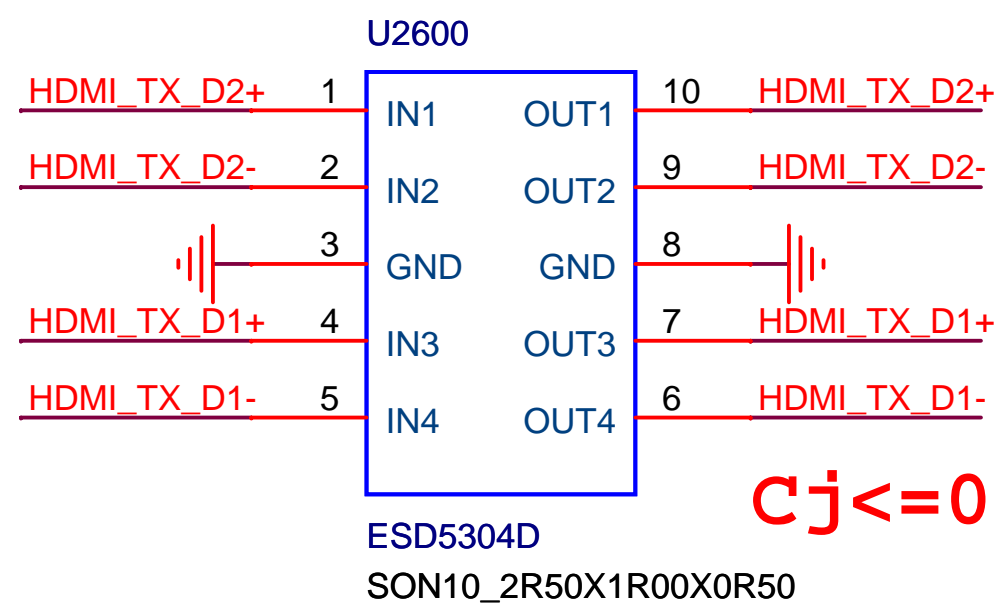 U2600
HDMI_TX_D2+ 1 IN1 OUT1 10 HDMI_TX_D2+
HDMI_TX_D2- 2 IN2 OUT2 9 HDMI_TX_D2-
3 GND GND 8
HDMI_TX_D1+ 4 IN3 OUT3 7 HDMI_TX_D1+
HDMI_TX_D1- 5 IN4 OUT4 6 HDMI_TX_D1-
Cj<=0
ESD5304D
SON10_2R50X1R00X0R50